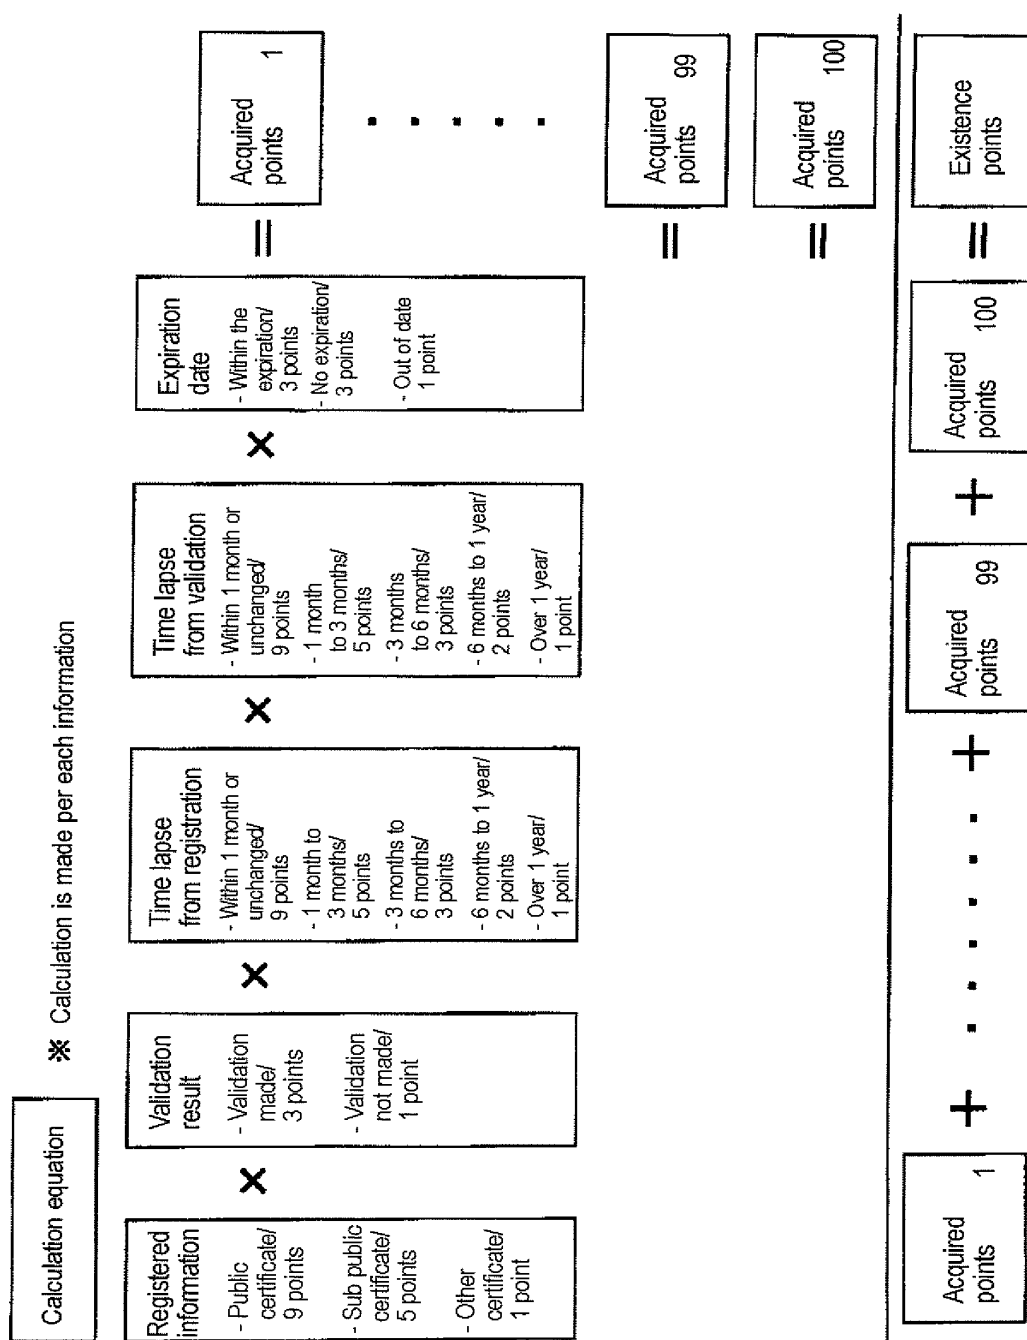 Calculation equation
※ Calculation is made per each information
Registered
information
- Public
certificate/
9 points
- Sub public
certificate/
5 points
- Other
certificate/
1 point
×
Validation
result
- Validation
made/
3 points
- Validation
not made/
1 point
×
Time lapse
from registration
- Within 1 month or
unchanged/
9 points
- 1 month to
3 months/
5 points
- 3 months to
6 months/
3 points
- 6 months to 1 year/
2 points
- Over 1 year/
1 point
×
Time lapse
from validation
- Within 1 month or
unchanged/
9 points
- 1 month
to 3 months/
5 points
- 3 months
to 6 months/
3 points
- 6 months to 1 year/
2 points
- Over 1 year/
1 point
×
Expiration
date
- Within the
expiration/
3 points
- No expiration/
3 points
- Out of date
1 point
=
Acquired
points 1
=
Acquired
points 99
=
Acquired
points 100
Acquired
points 1
+
+
Acquired
points 99
+
Acquired
points 100
=
Existence
points